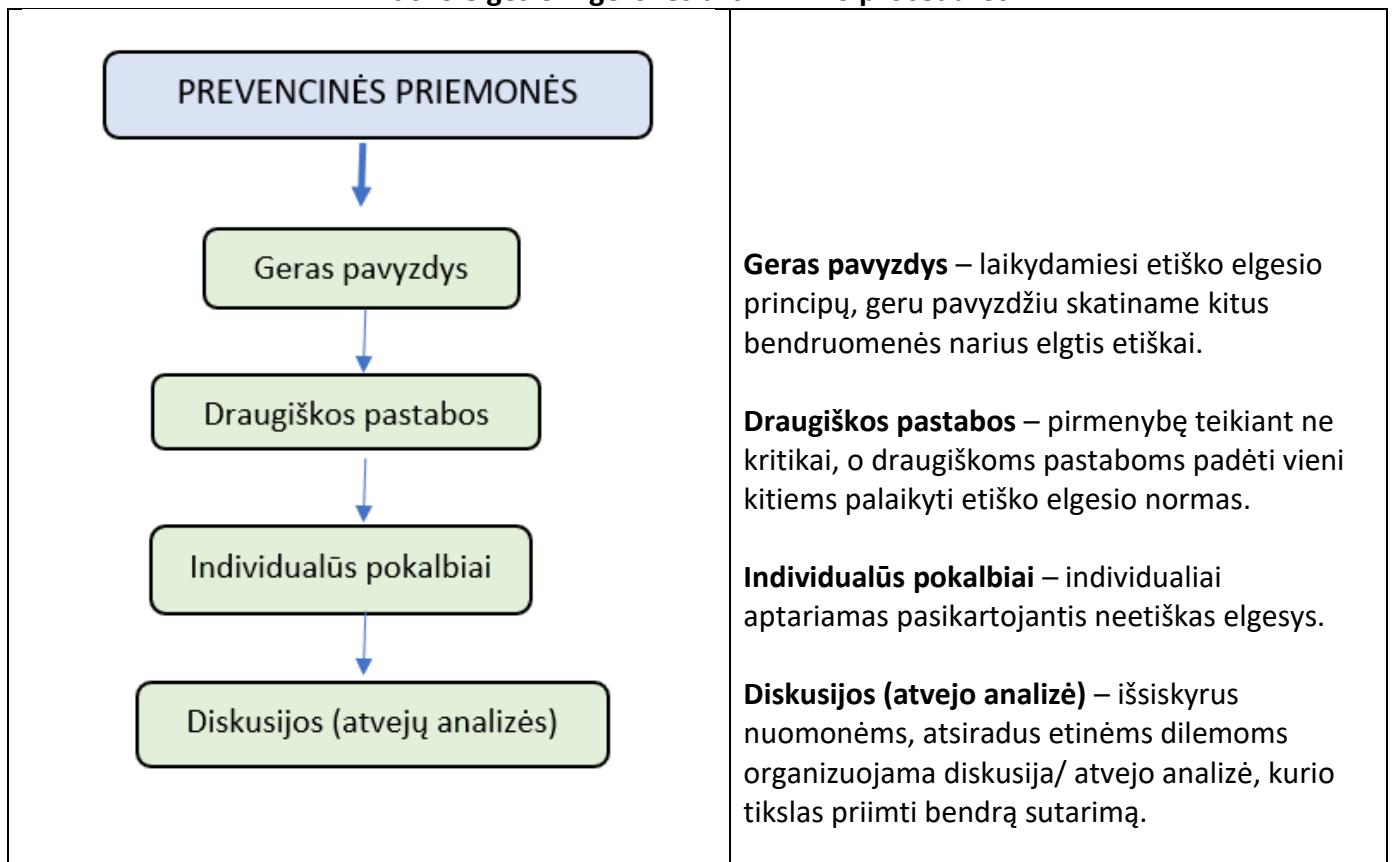 PREVENCINĖS PRIEMONĖS
Geras pavyzdys
Draugiškos pastabos
Individualūs pokalbiai
Diskusijos (atvejų analizės)
Geras pavyzdys – laikydamiesi etiško elgesio
principų, geru pavyzdžiu skatiname kitus
bendruomenės narius elgtis etiškai.
Draugiškos pastabos – pirmenybę teikiant ne
kritikai, o draugiškoms pastaboms padėti vieni
kitiems palaikyti etiško elgesio normas.
Individualūs pokalbiai – individualiai
aptariamas pasikartojantis neetiškas elgesys.
Diskusijos (atvejo analizė) – išsiskyrus
nuomonėms, atsiradus etinėms dilemoms
organizuojama diskusija/ atvejo analizė, kurio
tikslas priimti bendrą sutarimą.